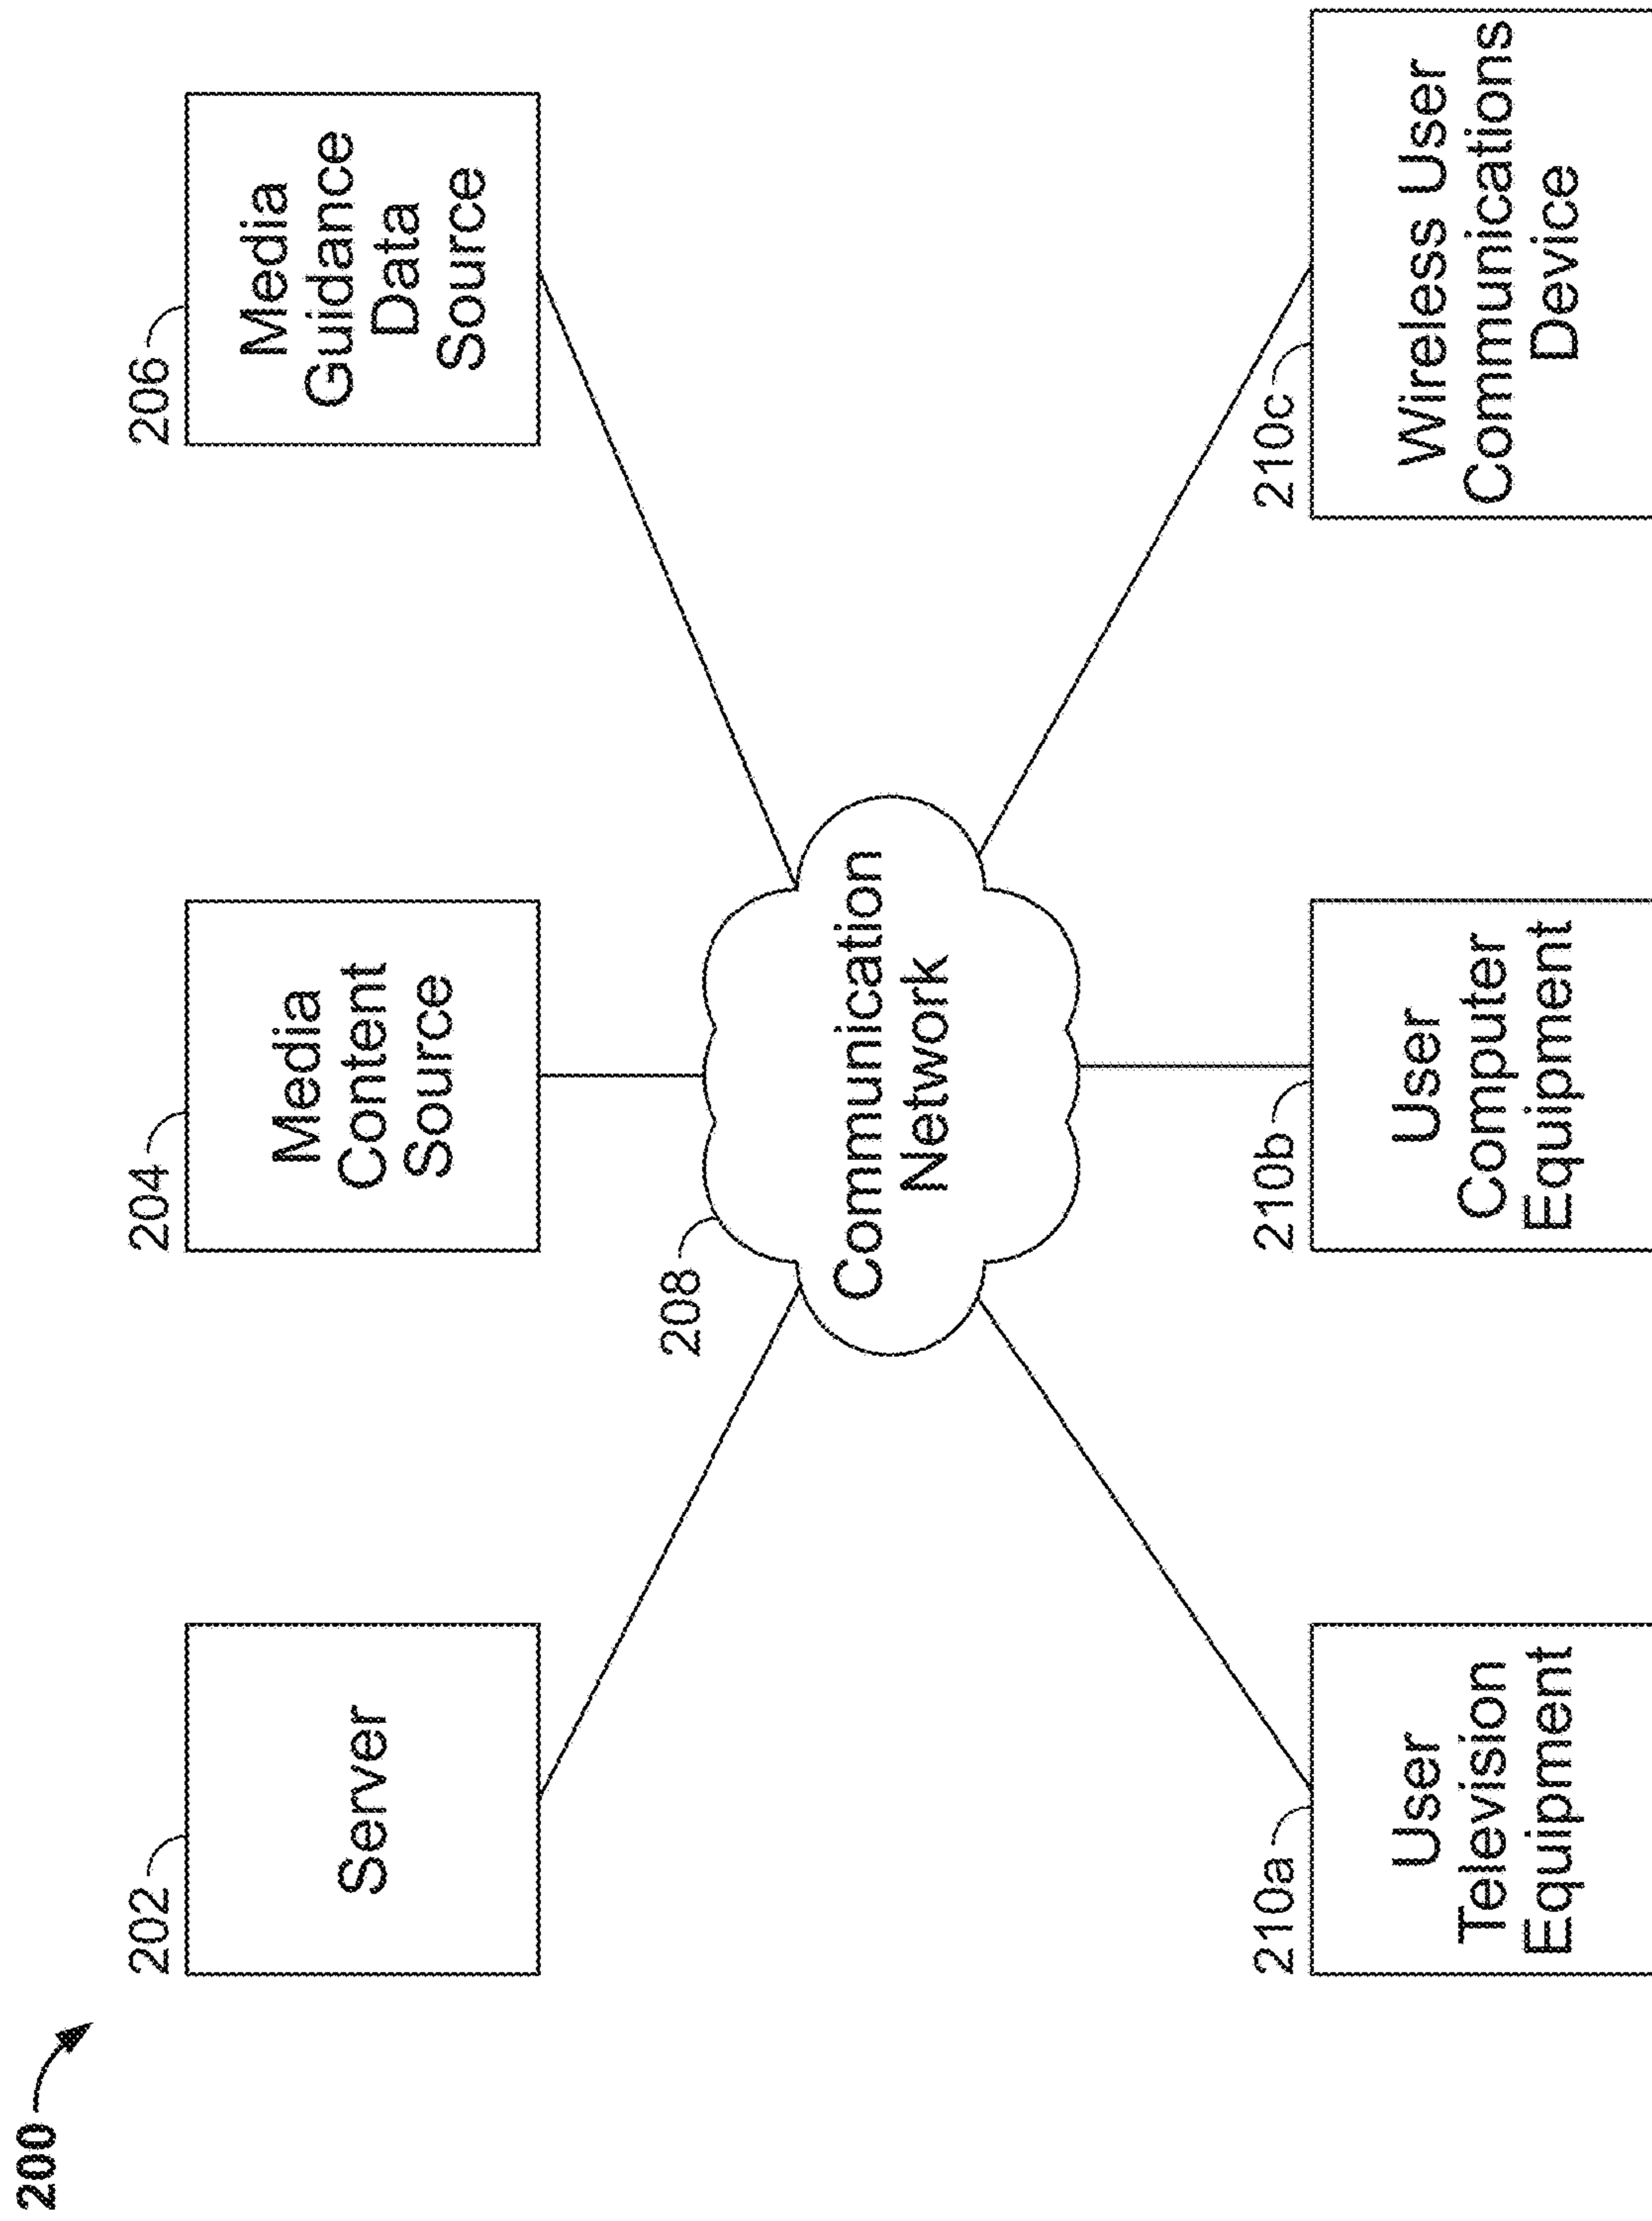 200
202
Server
204
Media
Content
Source
206
Media
Guidance
Data
Source
208
Communication
Network
210a
User
Television
Equipment
210b
User
Computer
Equipment
210c
Wireless User
Communications
Device